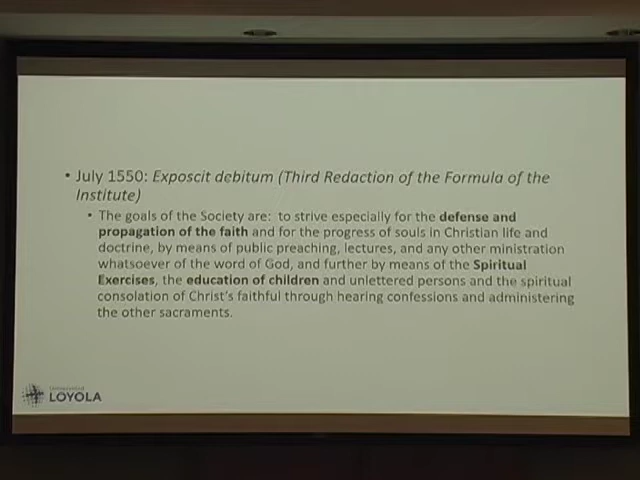 • July 1550: Exposcit debitum (Third Redaction of the Formula of the
Institute)
• The goals of the Society are: to strive especially for the defense and
propagation of the faith and for the progress of souls in Christian life and
doctrine, by means of public preaching, lectures, and any other ministration
whatsoever of the word of God, and further by means of the Spiritual
Exercises, the education of children and unlettered persons and the spiritual
consolation of Christ's faithful through hearing confessions and administering
the other sacraments.
LOYOLA